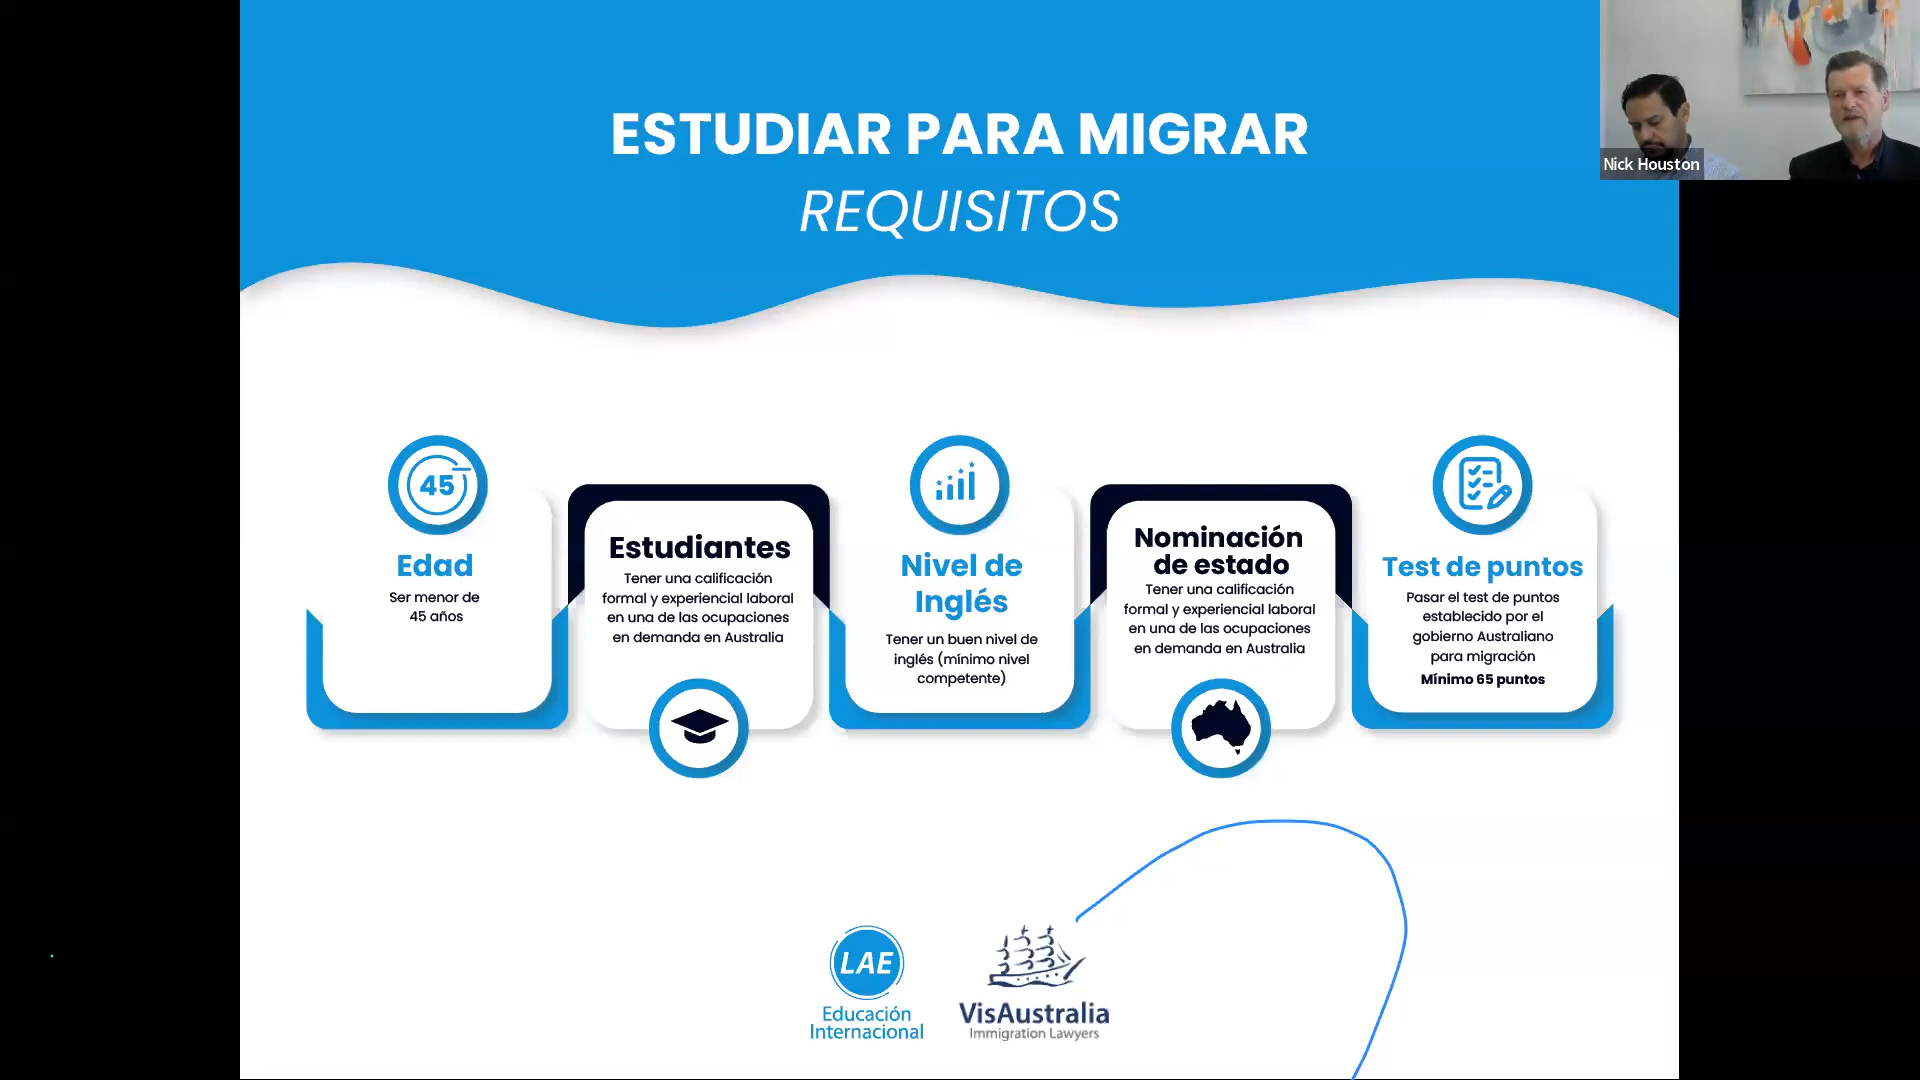 ESTUDIAR PARA MIGRAR
REQUISITOS
Nick Houston
45
Edad
Ser menor de
45 años
Estudiantes
Tener una calificación
formal y experiencial laboral
en una de las ocupaciones
en demanda en Australia
Nivel de
Inglés
Tener un buen nivel de
inglés (mínimo nivel
competente)
Nominación
de estado
Tener una calificación
formal y experiencial laboral
en una de las ocupaciones
en demanda en Australia
Test de puntos
Pasar el test de puntos
establecido por el
gobierno Australiano
para migración
Mínimo 65 puntos
LAE
Educación
Internacional
VisAustralia
Immigration Lawyers